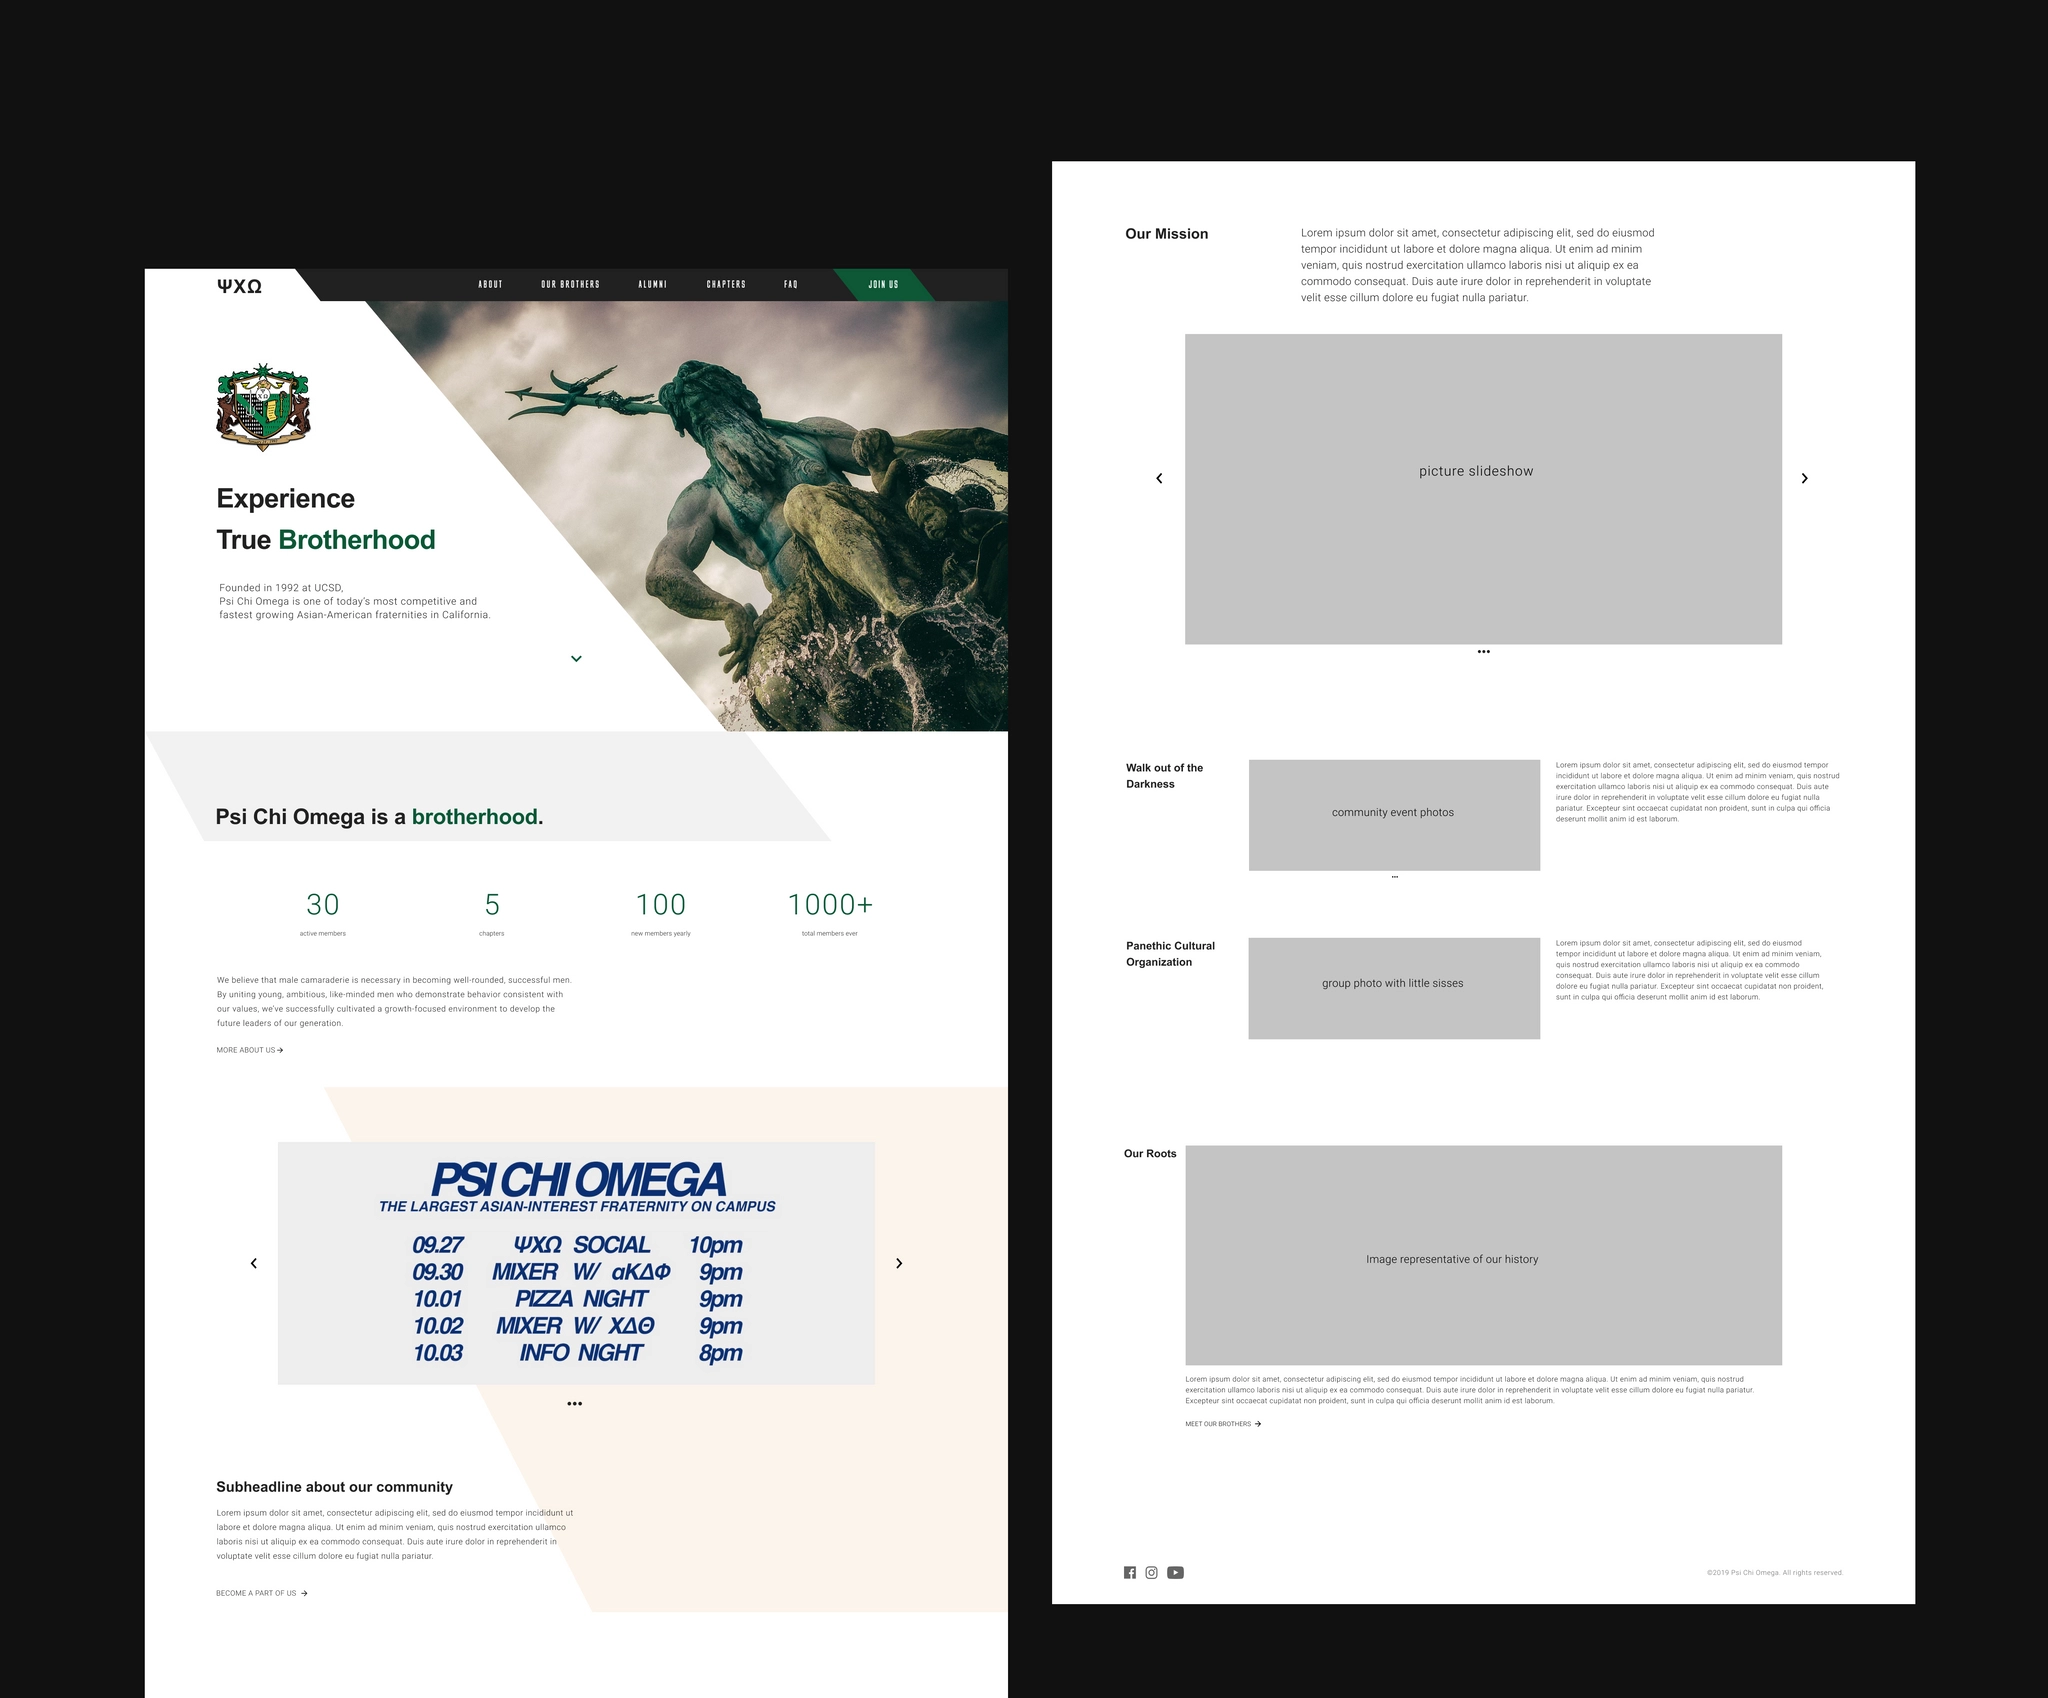 ΨΧΩ
ABOUT
OUR BROTHERS
ALUMNI
CHAPTERS
FAQ
JOIN US
Experience
True Brotherhood
Founded in 1992 at UCSD,
Psi Chi Omega is one of today's most competitive and
fastest growing Asian-American fraternities in California.
Psi Chi Omega is a brotherhood.
30
active members
5
chapters
100
new members yearly
1000+
total members ever
We believe that male camaraderie is necessary in becoming well-rounded, successful men.
By uniting young, ambitious, like-minded men who demonstrate behavior consistent with
our values, we've successfully cultivated a growth-focused environment to develop the
future leaders of our generation.
MORE ABOUT US
PSI CHI OMEGA
THE LARGEST ASIAN-INTEREST FRATERNITY ON CAMPUS
09.27 ΨΧΩ SOCIAL 10pm
09.30 MIXER W/ αΚΔΦ 9pm
10.01 PIZZA NIGHT 9pm
10.02 MIXER W/ ΧΔΘ 9pm
10.03 INFO NIGHT 8pm
Subheadline about our community
Lorem ipsum dolor sit amet, consectetur adipiscing elit, sed do eiusmod tempor incididunt ut
labore et dolore magna aliqua. Ut enim ad minim veniam, quis nostrud exercitation ullamco
laboris nisi ut aliquip ex ea commodo consequat. Duis aute irure dolor in reprehenderit in
voluptate velit esse cillum dolore eu fugiat nulla pariatur.
BECOME A PART OF US
Our Mission
Lorem ipsum dolor sit amet, consectetur adipiscing elit, sed do eiusmod
tempor incididunt ut labore et dolore magna aliqua. Ut enim ad minim
veniam, quis nostrud exercitation ullamco laboris nisi ut aliquip ex ea
commodo consequat. Duis aute irure dolor in reprehenderit in voluptate
velit esse cillum dolore eu fugiat nulla pariatur.
picture slideshow
Walk out of the
Darkness
community event photos
Lorem ipsum dolor sit amet, consectetur adipiscing elit, sed do eiusmod tempor
incididunt ut labore et dolore magna aliqua. Ut enim ad minim veniam, quis nostrud
exercitation ullamco laboris nisi ut aliquip ex ea commodo consequat. Duis aute
irure dolor in reprehenderit in voluptate velit esse cillum dolore eu fugiat nulla
pariatur. Excepteur sint occaecat cupidatat non proident, sunt in culpa qui officia
deserunt mollit anim id est laborum.
Panethic Cultural
Organization
group photo with little sisses
Lorem ipsum dolor sit amet, consectetur adipiscing elit, sed do eiusmod
tempor incididunt ut labore et dolore magna aliqua. Ut enim ad minim veniam,
quis nostrud exercitation ullamco laboris nisi ut aliquip ex ea commodo
consequat. Duis aute irure dolor in reprehenderit in voluptate velit esse cillum
dolore eu fugiat nulla pariatur. Excepteur sint occaecat cupidatat non proident,
sunt in culpa qui officia deserunt mollit anim id est laborum.
Our Roots
Image representative of our history
Lorem ipsum dolor sit amet, consectetur adipiscing elit, sed do eiusmod tempor incididunt ut labore et dolore magna aliqua. Ut enim ad minim veniam, quis nostrud
exercitation ullamco laboris nisi ut aliquip ex ea commodo consequat. Duis aute irure dolor in reprehenderit in voluptate velit esse cillum dolore eu fugiat nulla pariatur.
Excepteur sint occaecat cupidatat non proident, sunt in culpa qui officia deserunt mollit anim id est laborum.
MEET OUR BROTHERS
©2019 Psi Chi Omega. All rights reserved.